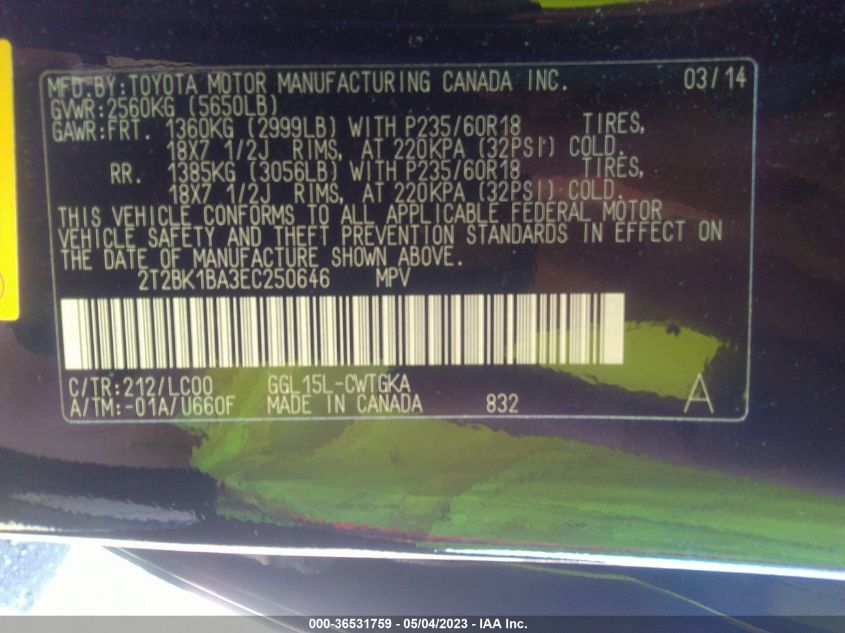 MFD.BY:TOYOTA MOTOR MANUFACTURING CANADA INC. 03/14
GVWR:2560KG (5650LB)
GAWR:FRT. 1360KG (2999LB) WITH P235/60R18 TIRES,
18X7 1/2J RIMS, AT 220KPA (32PSI) COLD.
RR. 1385KG (3056LB) WITH P235/60R18 TIRES,
18X7 1/2J RIMS, AT 220KPA (32PSI) COLD.
THIS VEHICLE CONFORMS TO ALL APPLICABLE FEDERAL MOTOR
VEHICLE SAFETY AND THEFT PREVENTION STANDARDS IN EFFECT ON
THE DATE OF MANUFACTURE SHOWN ABOVE.
2T2BK1BA3EC250646 MPV
C/TR:212/LC00 GGL15L-CWTGKA A
A/TM:-01A/U660F MADE IN CANADA 832
000-36531759 - 05/04/2023 - IAA Inc.